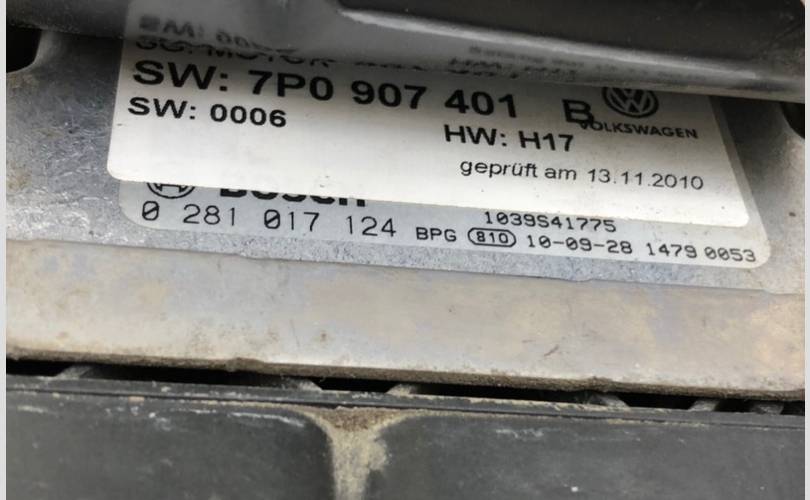 SW: 7P0 907 401 B
SW: 0006
HW: H17
VOLKSWAGEN
geprüft am 13.11.2010
1039S41775
0 281 017 124 BPG 810 10-09-28 1479 0053